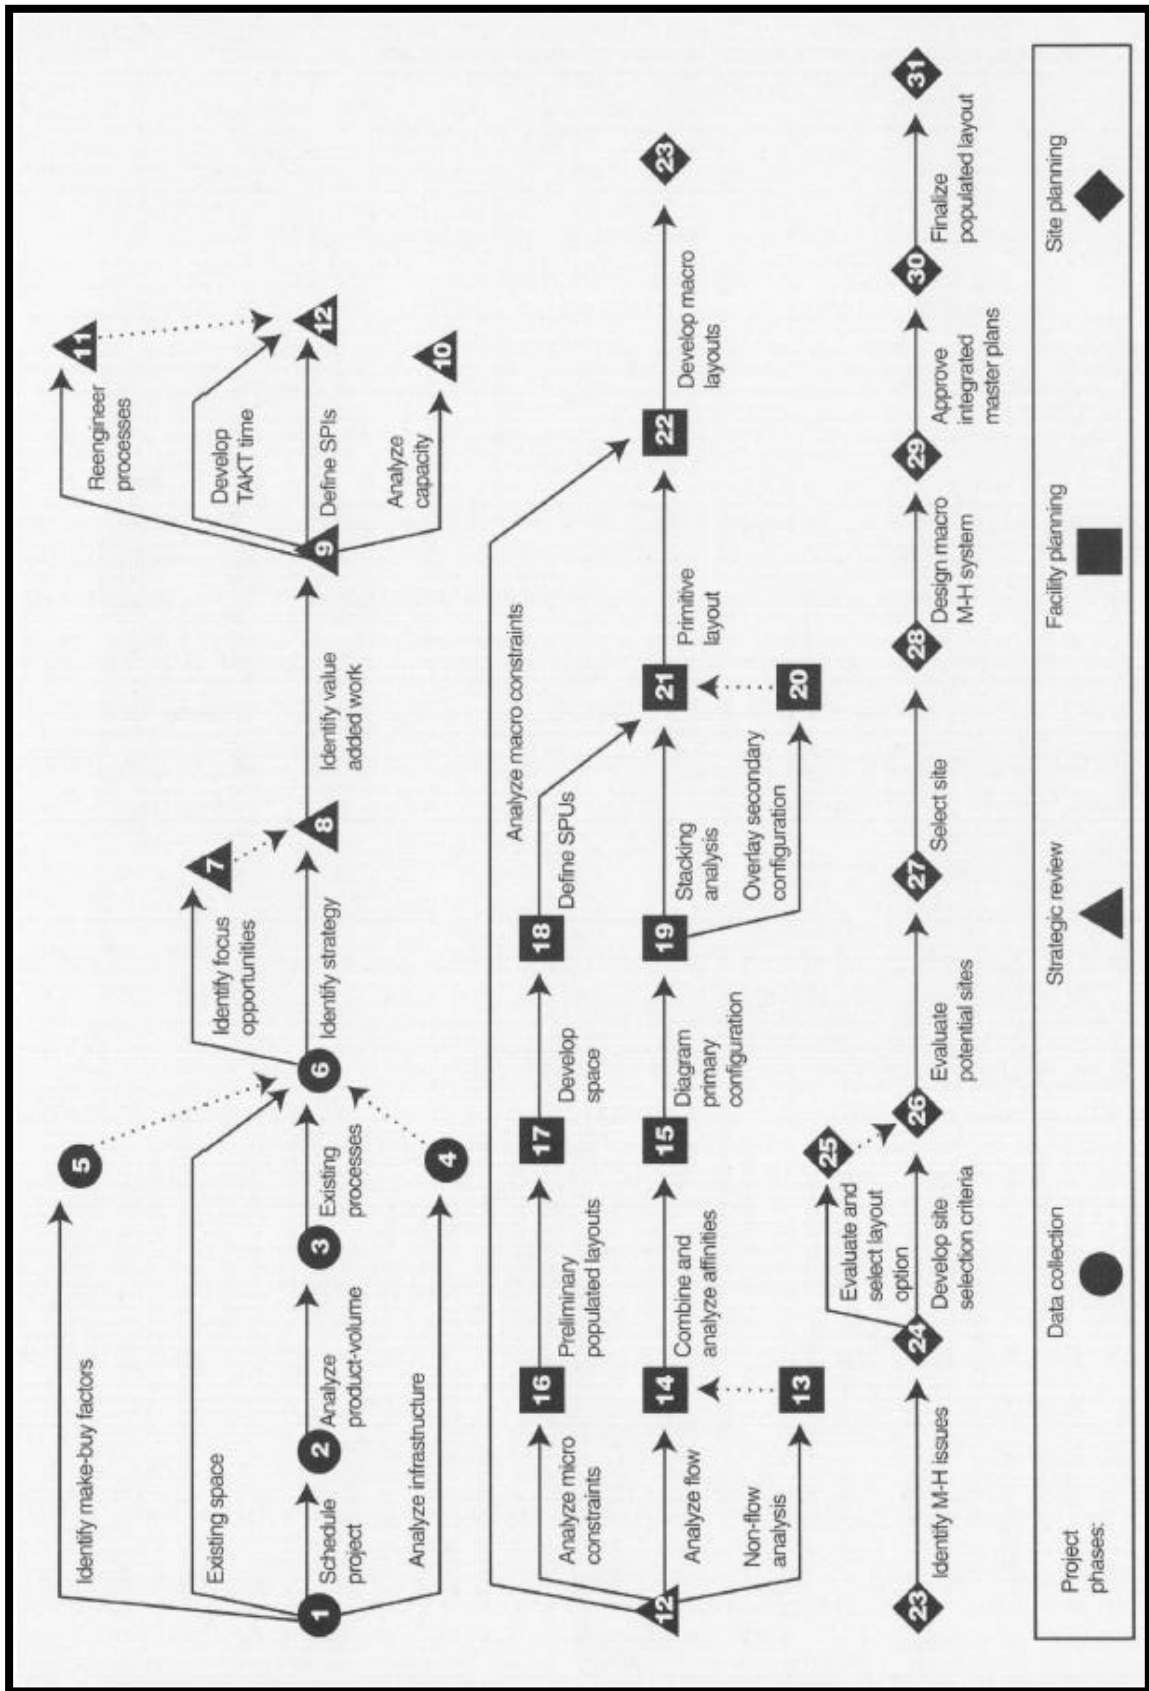 Identify make-buy factors
5
Reengineer
processes
11
Existing space
Identify focus
opportunities
7
Develop
TAKT time
1
Schedule
project
2
Analyze
product-volume
3
Existing
processes
6
Identify strategy
8
Identify value
added work
9
Define SPIs
12
Analyze infrastructure
4
Analyze
capacity
10
Analyze macro constraints
Analyze micro
constraints
16
Preliminary
populated layouts
17
Develop
space
18
Define SPUs
12
Analyze flow
14
Combine and
analyze affinities
15
Diagram
primary
configuration
19
Stacking
analysis
21
Primitive
layout
22
Develop macro
layouts
23
Non-flow
analysis
13
Overlay secondary
configuration
20
Evaluate and
select layout
option
25
23
Identify M-H issues
24
Develop site
selection criteria
26
Evaluate
potential sites
27
Select site
28
Design macro
M-H system
29
Approve
integrated
master plans
30
Finalize
populated layout
31
Project
phases:
Data collection
Strategic review
Facility planning
Site planning